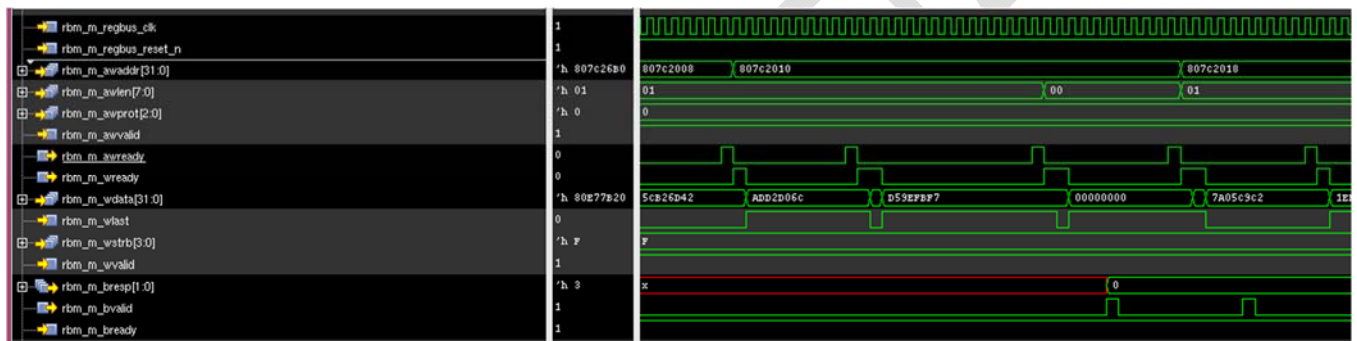 rbm_m_regbus_clk 1
rbm_m_regbus_reset_n 1
rbm_m_awaddr[31:0] 'h 807c26B0 807c2008 807c2010 807c2018
rbm_m_awlen[7:0] 'h 01 01 00 01
rbm_m_awprot[2:0] 'h 0 0
rbm_m_awvalid 1
rbm_m_awready 0
rbm_m_wready 0
rbm_m_wdata[31:0] 'h 80E77B20 5CB26D42 ADD2D06C D59EFBF7 00000000 7A05C9C2 1E
rbm_m_wlast 0
rbm_m_wstrb[3:0] 'h F F
rbm_m_wvalid 1
rbm_m_bresp[1:0] 'h 3 x 0
rbm_m_bvalid 1
rbm_m_bready 1